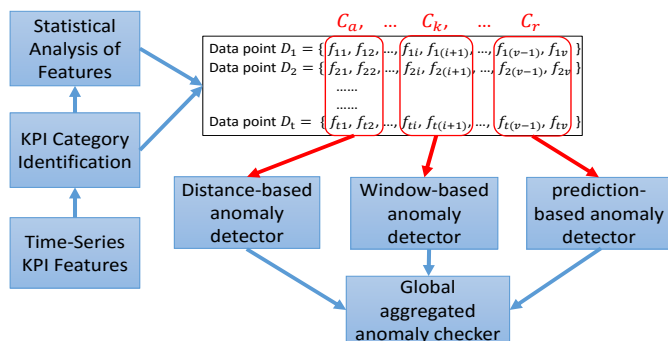 Cₐ, ... Cₖ, ... Cᵣ
Statistical
Analysis of
Features
Data point D₁ = {f₁₁, f₁₂, ..., f₁ᵢ, f₁₍ᵢ₊₁₎, ..., f₁₍ᵥ₋₁₎, f₁ᵥ }
Data point D₂ = {f₂₁, f₂₂, ..., f₂ᵢ, f₂₍ᵢ₊₁₎, ..., f₂₍ᵥ₋₁₎, f₂ᵥ }
......
......
Data point Dₜ = {fₜ₁, fₜ₂, ..., fₜᵢ, fₜ₍ᵢ₊₁₎, ..., fₜ₍ᵥ₋₁₎, fₜᵥ }
KPI Category
Identification
Time-Series
KPI Features
Distance-based
anomaly
detector
Window-based
anomaly
detector
prediction-
based anomaly
detector
Global
aggregated
anomaly checker